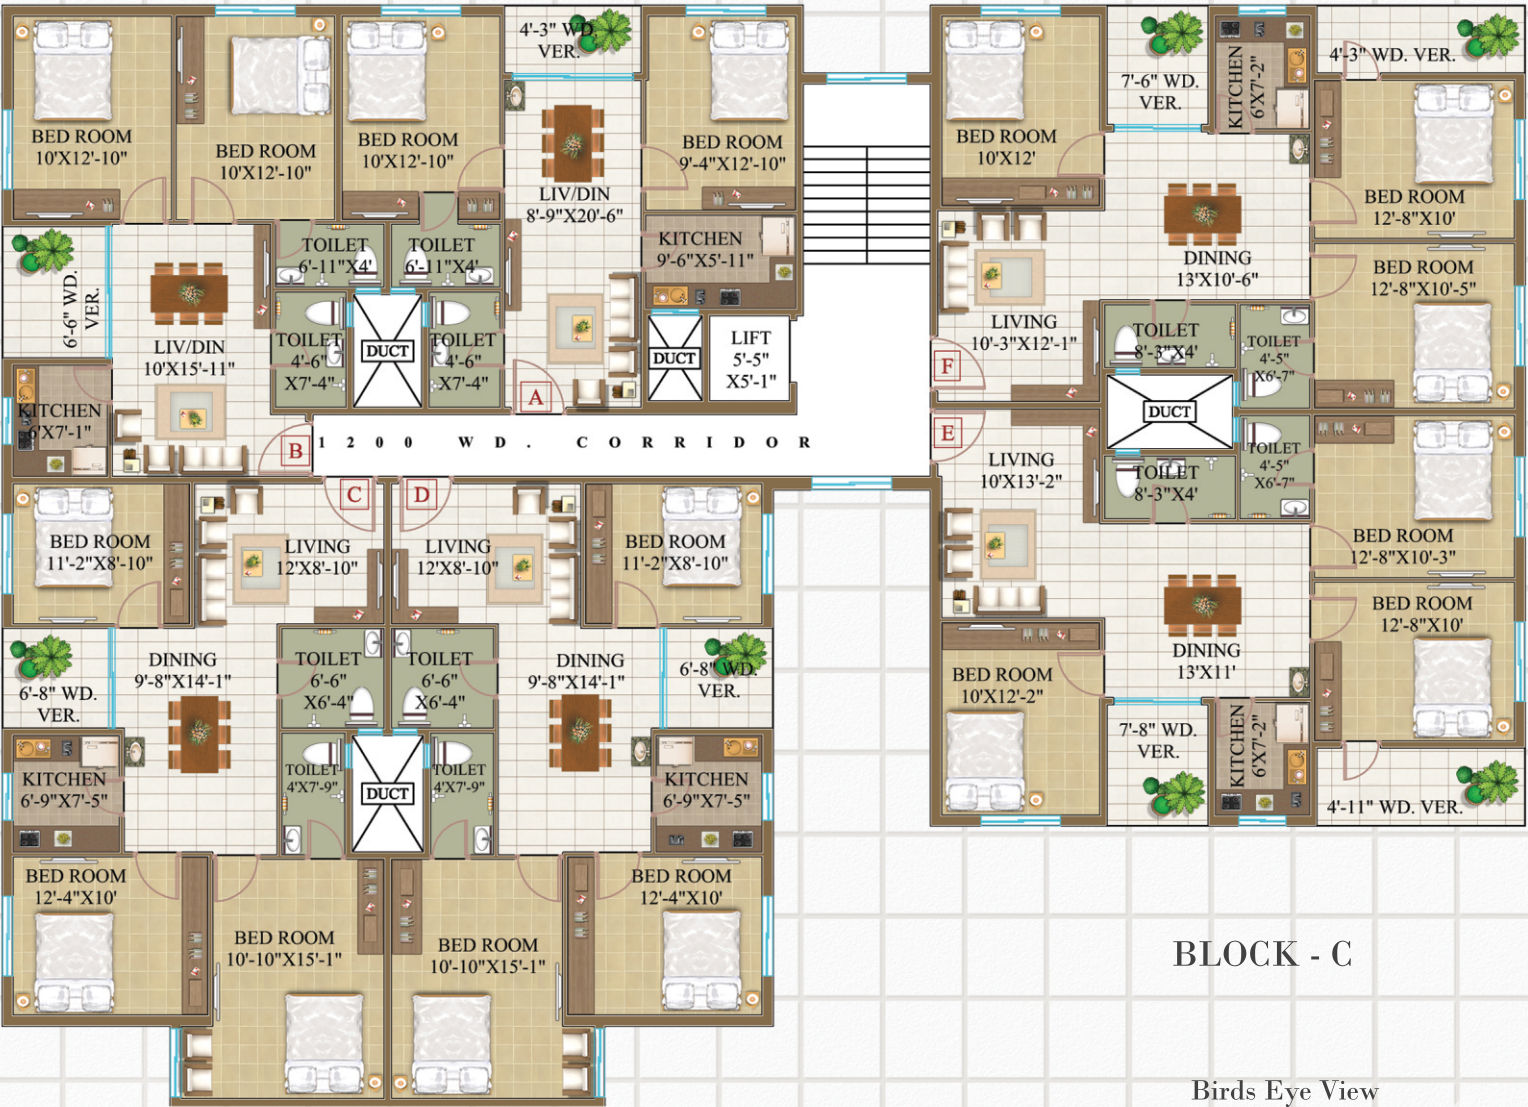 BED ROOM
10'X12'-10"
BED ROOM
10'X12'-10"
BED ROOM
10'X12'-10"
4'-3" WD.
VER.
LIV/DIN
8'-9"X20'-6"
BED ROOM
9'-4"X12'-10"
KITCHEN
9'-6"X5'-11"
TOILET
6'-11"X4'
TOILET
6'-11"X4'
6'-6" WD.
VER.
LIV/DIN
10'X15'-11"
TOILET
4'-6"
X7'-4"
DUCT
TOILET
4'-6"
X7'-4"
DUCT
LIFT
5'-5"
X5'-1"
KITCHEN
6'X7'-1"
A
B
1200 WD. CORRIDOR
C
D
BED ROOM
11'-2"X8'-10"
LIVING
12'X8'-10"
LIVING
12'X8'-10"
BED ROOM
11'-2"X8'-10"
6'-8" WD.
VER.
DINING
9'-8"X14'-1"
TOILET
6'-6"
X6'-4"
TOILET
6'-6"
X6'-4"
DINING
9'-8"X14'-1"
6'-8" WD.
VER.
KITCHEN
6'-9"X7'-5"
TOILET
4'X7'-9"
DUCT
TOILET
4'X7'-9"
KITCHEN
6'-9"X7'-5"
BED ROOM
12'-4"X10'
BED ROOM
10'-10"X15'-1"
BED ROOM
10'-10"X15'-1"
BED ROOM
12'-4"X10'
BED ROOM
10'X12'
7'-6" WD.
VER.
KITCHEN
6'X7'-2"
4'-3" WD. VER.
BED ROOM
12'-8"X10'
DINING
13'X10'-6"
BED ROOM
12'-8"X10'-5"
LIVING
10'-3"X12'-1"
TOILET
8'-3"X4'
TOILET
4'-5"
X6'-7"
F
DUCT
E
LIVING
10'X13'-2"
TOILET
8'-3"X4'
TOILET
4'-5"
X6'-7"
BED ROOM
12'-8"X10'-3"
BED ROOM
12'-8"X10'
DINING
13'X11'
BED ROOM
10'X12'-2"
7'-8" WD.
VER.
KITCHEN
6'X7'-2"
4'-11" WD. VER.
BLOCK - C
Birds Eye View